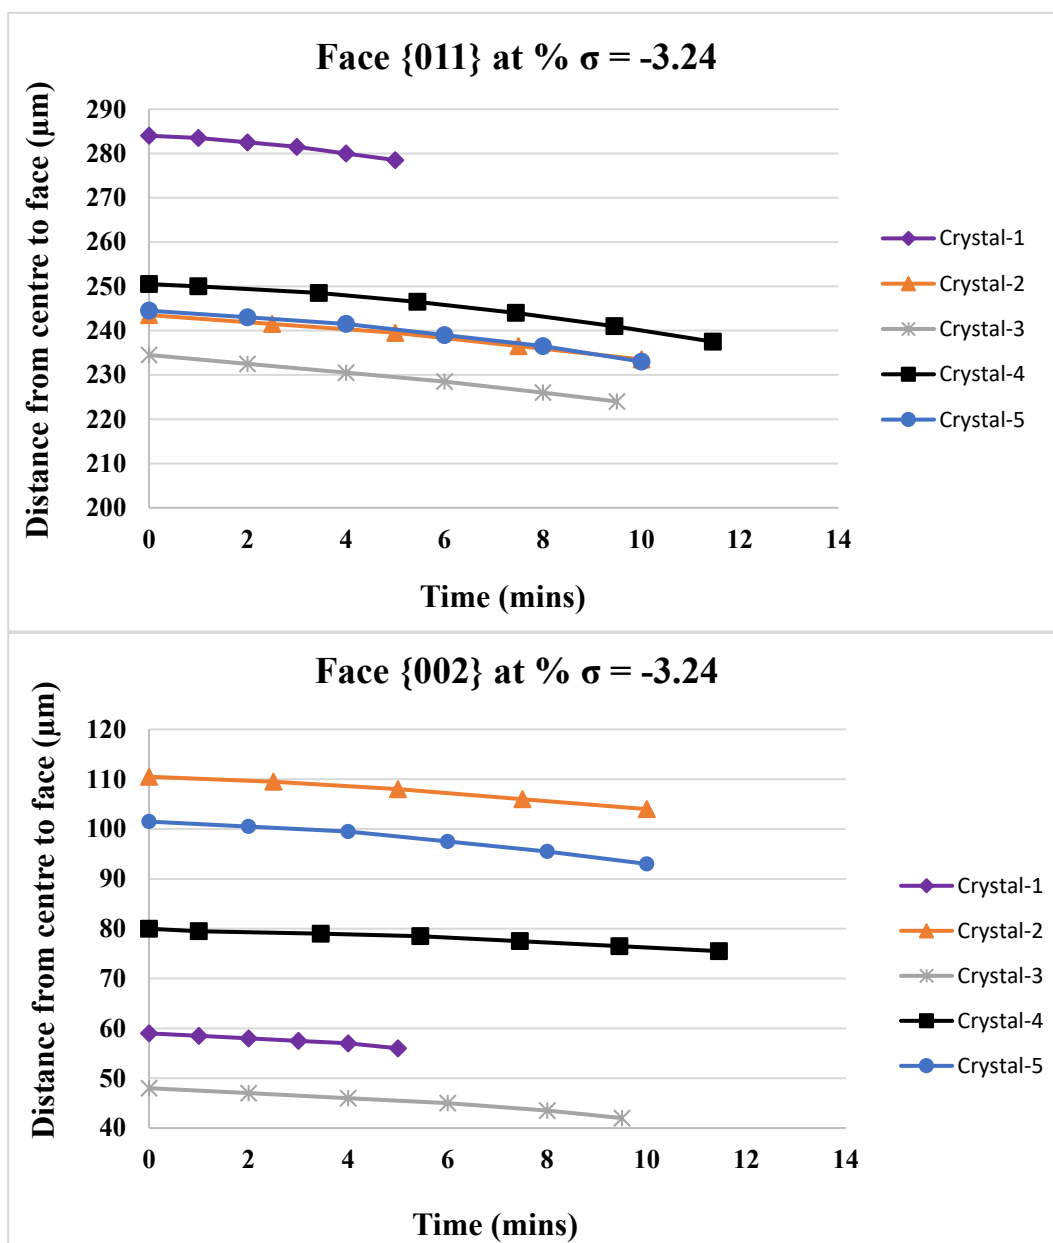 Face {011} at % σ = -3.24
Distance from centre to face (µm)
290
280
270
260
250
240
230
220
210
200
0 2 4 6 8 10 12 14
Time (mins)
Crystal-1
Crystal-2
Crystal-3
Crystal-4
Crystal-5
Face {002} at % σ = -3.24
Distance from centre to face (µm)
120
110
100
90
80
70
60
50
40
0 2 4 6 8 10 12 14
Time (mins)
Crystal-1
Crystal-2
Crystal-3
Crystal-4
Crystal-5